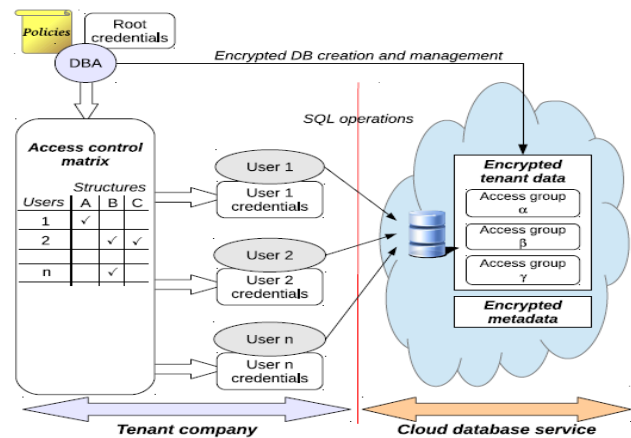 Policies
Root
credentials
DBA
Encrypted DB creation and management
SQL operations
Access control
matrix
Structures
Users A B C
1 ✓
2 ✓ ✓
n ✓
User 1
User 1
credentials
User 2
User 2
credentials
User n
User n
credentials
Encrypted
tenant data
Access group
α
Access group
β
Access group
γ
Encrypted
metadata
Tenant company
Cloud database service